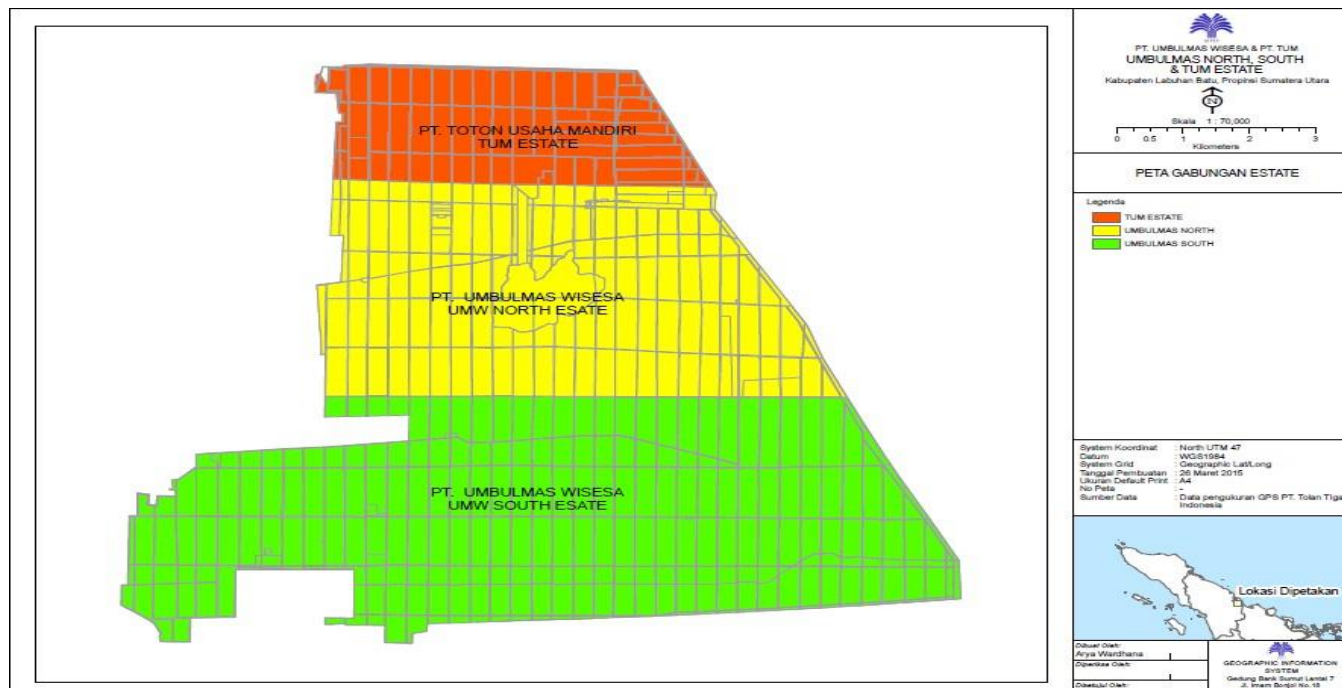 PT. TOTON USAHA MANDIRI
TUM ESTATE
PT. UMBULMAS WISESA
UMW NORTH ESATE
PT. UMBULMAS WISESA
UMW SOUTH ESATE
PT. UMBULMAS WISESA & PT. TUM
UMBULMAS NORTH, SOUTH
& TUM ESTATE
Kabupaten Labuhan Batu, Propinsi Sumatera Utara
N
Skala 1 : 70,000
0 0.5 1 2 3
Kilometers
PETA GABUNGAN ESTATE
Legenda
TUM ESTATE
UMBULMAS NORTH
UMBULMAS SOUTH
System Koordinat : North UTM 47
Datum : WGS1984
System Grid : Geographic Lat/Long
Tanggal Pembuatan : 26 Maret 2015
Ukuran Default Print : A4
No Peta : -
Sumber Data : Data pengukuran GPS PT. Tolan Tiga
Indonesia
Lokasi Dipetakan
Dibuat Oleh:
Arya Wardhana
Diperiksa Oleh:
Disetujui Oleh:
GEOGRAPHIC INFORMATION
SYSTEM
Gedung Bank Sumut Lantai 7
Jl. Imam Bonjol No.18